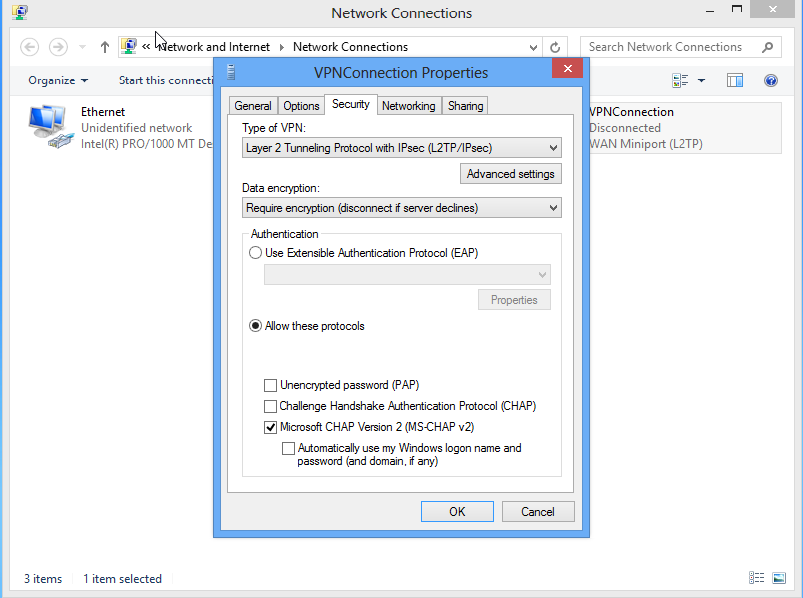 Network Connections
« Network and Internet Network Connections
Search Network Connections
Organize
Start this connecti
Ethernet
Unidentified network
Intel(R) PRO/1000 MT De
VPNConnection
Disconnected
WAN Miniport (L2TP)
VPNConnection Properties
General Options Security Networking Sharing
Type of VPN:
Layer 2 Tunneling Protocol with IPsec (L2TP/IPsec)
Advanced settings
Data encryption:
Require encryption (disconnect if server declines)
Authentication
Use Extensible Authentication Protocol (EAP)
Properties
Allow these protocols
Unencrypted password (PAP)
Challenge Handshake Authentication Protocol (CHAP)
Microsoft CHAP Version 2 (MS-CHAP v2)
Automatically use my Windows logon name and
password (and domain, if any)
OK Cancel
3 items 1 item selected